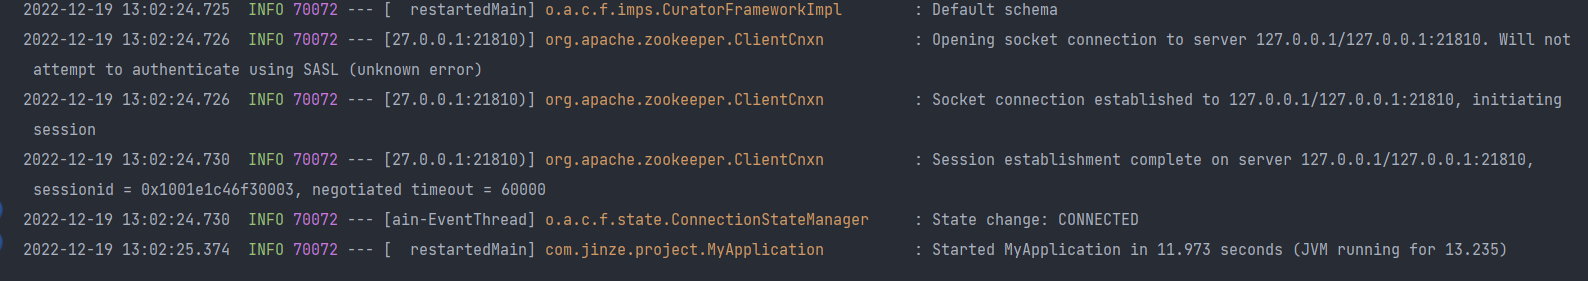 2022-12-19 13:02:24.725  INFO 70072 --- [  restartedMain] o.a.c.f.imps.CuratorFrameworkImpl        : Default schema
2022-12-19 13:02:24.726  INFO 70072 --- [27.0.0.1:21810)] org.apache.zookeeper.ClientCnxn          : Opening socket connection to server 127.0.0.1/127.0.0.1:21810. Will not
attempt to authenticate using SASL (unknown error)
2022-12-19 13:02:24.726  INFO 70072 --- [27.0.0.1:21810)] org.apache.zookeeper.ClientCnxn          : Socket connection established to 127.0.0.1/127.0.0.1:21810, initiating
session
2022-12-19 13:02:24.730  INFO 70072 --- [27.0.0.1:21810)] org.apache.zookeeper.ClientCnxn          : Session establishment complete on server 127.0.0.1/127.0.0.1:21810,
sessionid = 0x1001e1c46f30003, negotiated timeout = 60000
2022-12-19 13:02:24.730  INFO 70072 --- [ain-EventThread] o.a.c.f.state.ConnectionStateManager     : State change: CONNECTED
2022-12-19 13:02:25.374  INFO 70072 --- [  restartedMain] com.jinze.project.MyApplication          : Started MyApplication in 11.973 seconds (JVM running for 13.235)